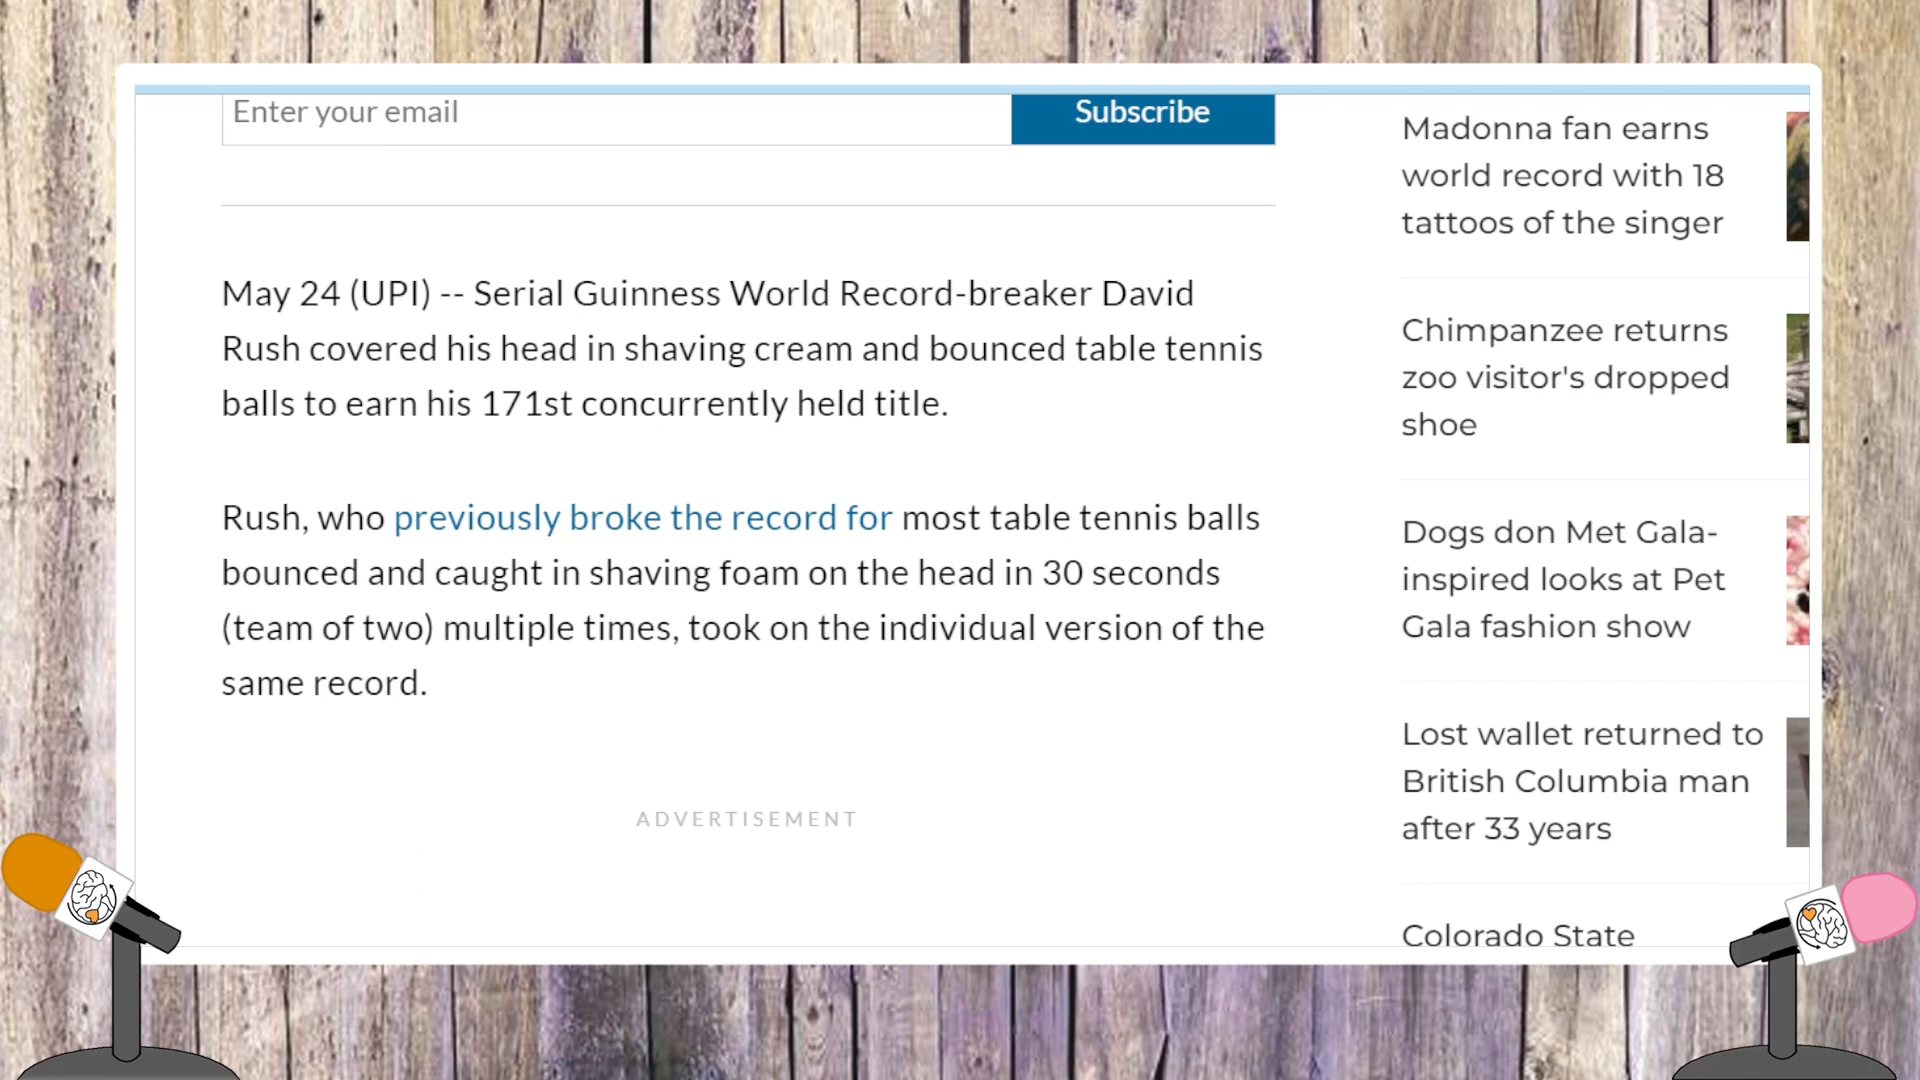 Enter your email
Subscribe
May 24 (UPI) -- Serial Guinness World Record-breaker David
Rush covered his head in shaving cream and bounced table tennis
balls to earn his 171st concurrently held title.
Rush, who previously broke the record for most table tennis balls
bounced and caught in shaving foam on the head in 30 seconds
(team of two) multiple times, took on the individual version of the
same record.
ADVERTISEMENT
Madonna fan earns
world record with 18
tattoos of the singer
Chimpanzee returns
zoo visitor's dropped
shoe
Dogs don Met Gala-
inspired looks at Pet
Gala fashion show
Lost wallet returned to
British Columbia man
after 33 years
Colorado State